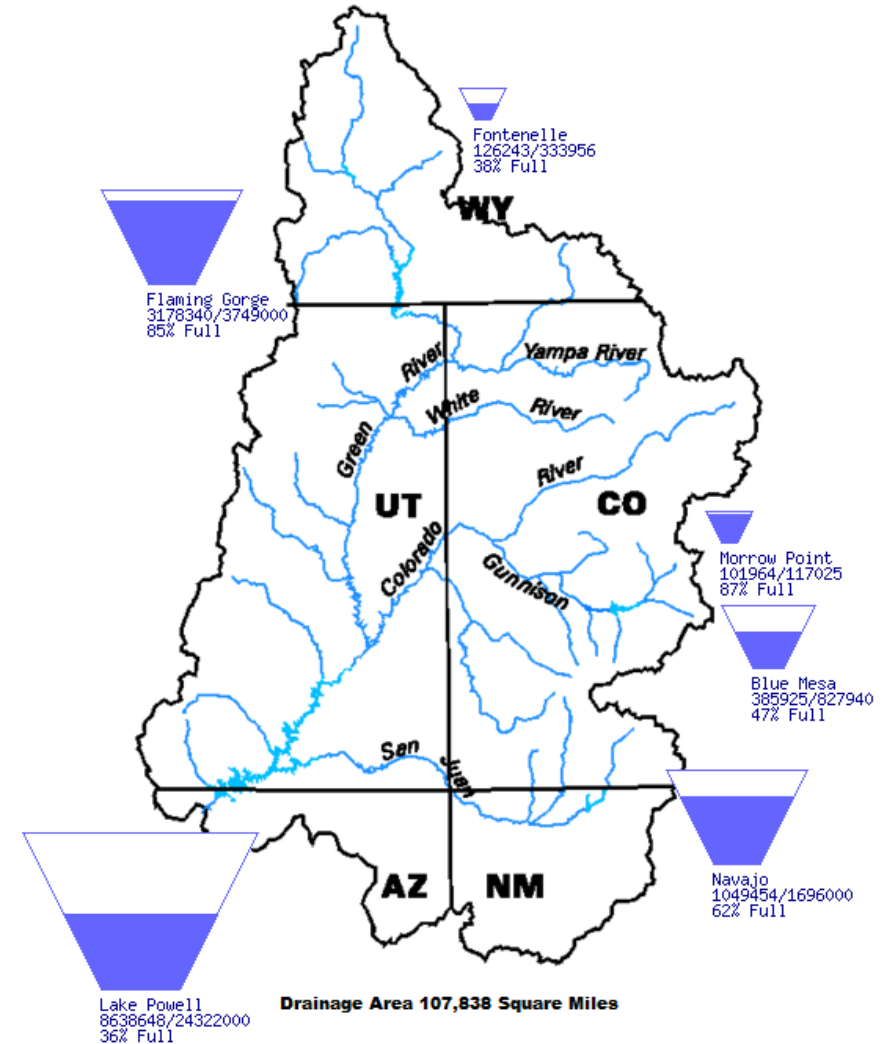 Fontenelle
126243/333956
38% Full
WY
Flaming Gorge
3178340/3749000
85% Full
Yampa River
River
White
River
Green
River
UT
CO
Colorado
Gunnison
Morrow Point
101964/117025
87% Full
Blue Mesa
385925/827940
47% Full
San
Juan
AZ
NM
Navajo
1049454/1696000
62% Full
Lake Powell
8638648/24322000
36% Full
Drainage Area 107,838 Square Miles